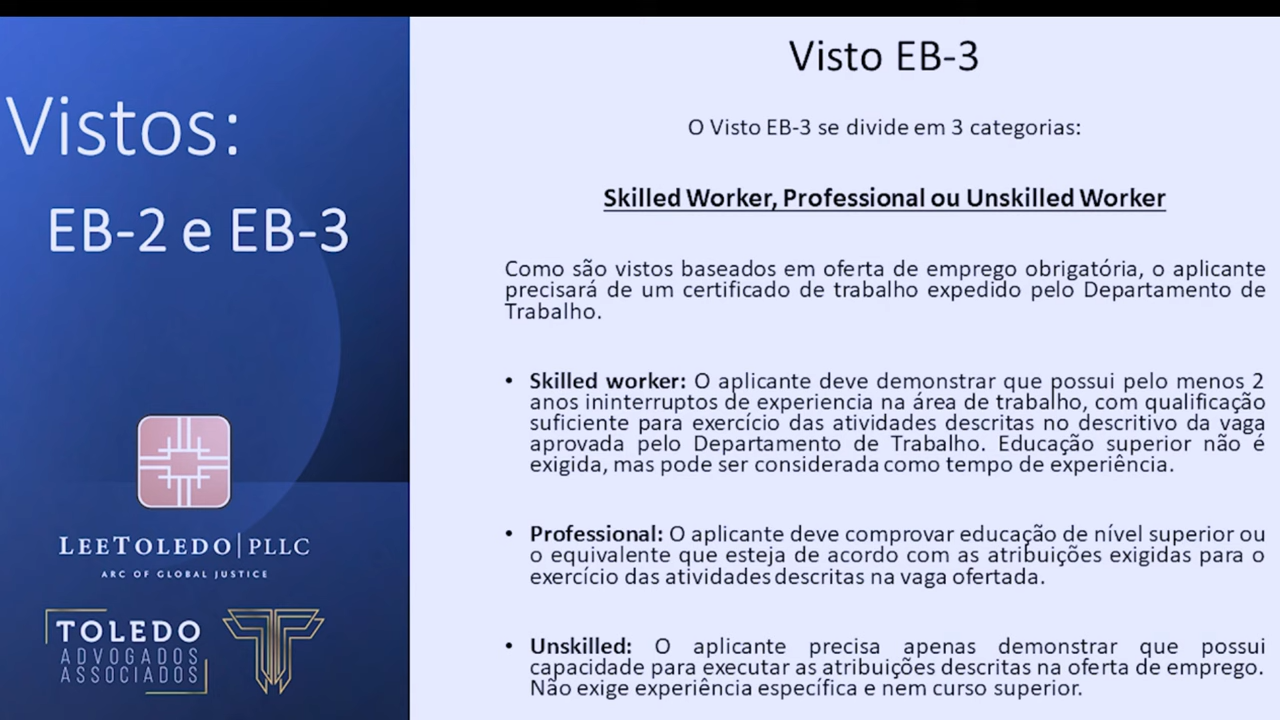 Vistos:
EB-2 e EB-3
LEETOLEDO|PLLC
ARC OF GLOBAL JUSTICE
TOLEDO
ADVOGADOS
ASSOCIADOS
Visto EB-3
O Visto EB-3 se divide em 3 categorias:
Skilled Worker, Professional ou Unskilled Worker
Como são vistos baseados em oferta de emprego obrigatória, o aplicante
precisará de um certificado de trabalho expedido pelo Departamento de
Trabalho.
• Skilled worker: O aplicante deve demonstrar que possui pelo menos 2
anos ininterruptos de experiencia na área de trabalho, com qualificação
suficiente para exercício das atividades descritas no descritivo da vaga
aprovada pelo Departamento de Trabalho. Educação superior não é
exigida, mas pode ser considerada como tempo de experiência.
• Professional: O aplicante deve comprovar educação de nível superior ou
o equivalente que esteja de acordo com as atribuições exigidas para o
exercício das atividades descritas na vaga ofertada.
• Unskilled: O aplicante precisa apenas demonstrar que possui
capacidade para executar as atribuições descritas na oferta de emprego.
Não exige experiência específica e nem curso superior.